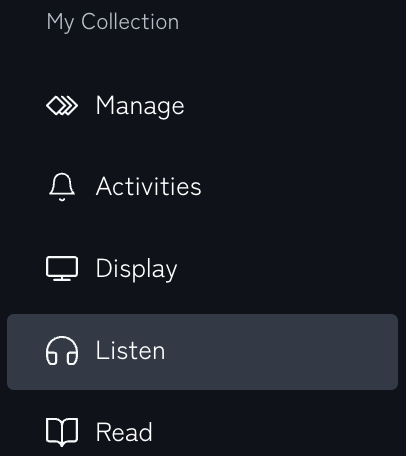 My Collection
Manage
Activities
Display
Listen
Read